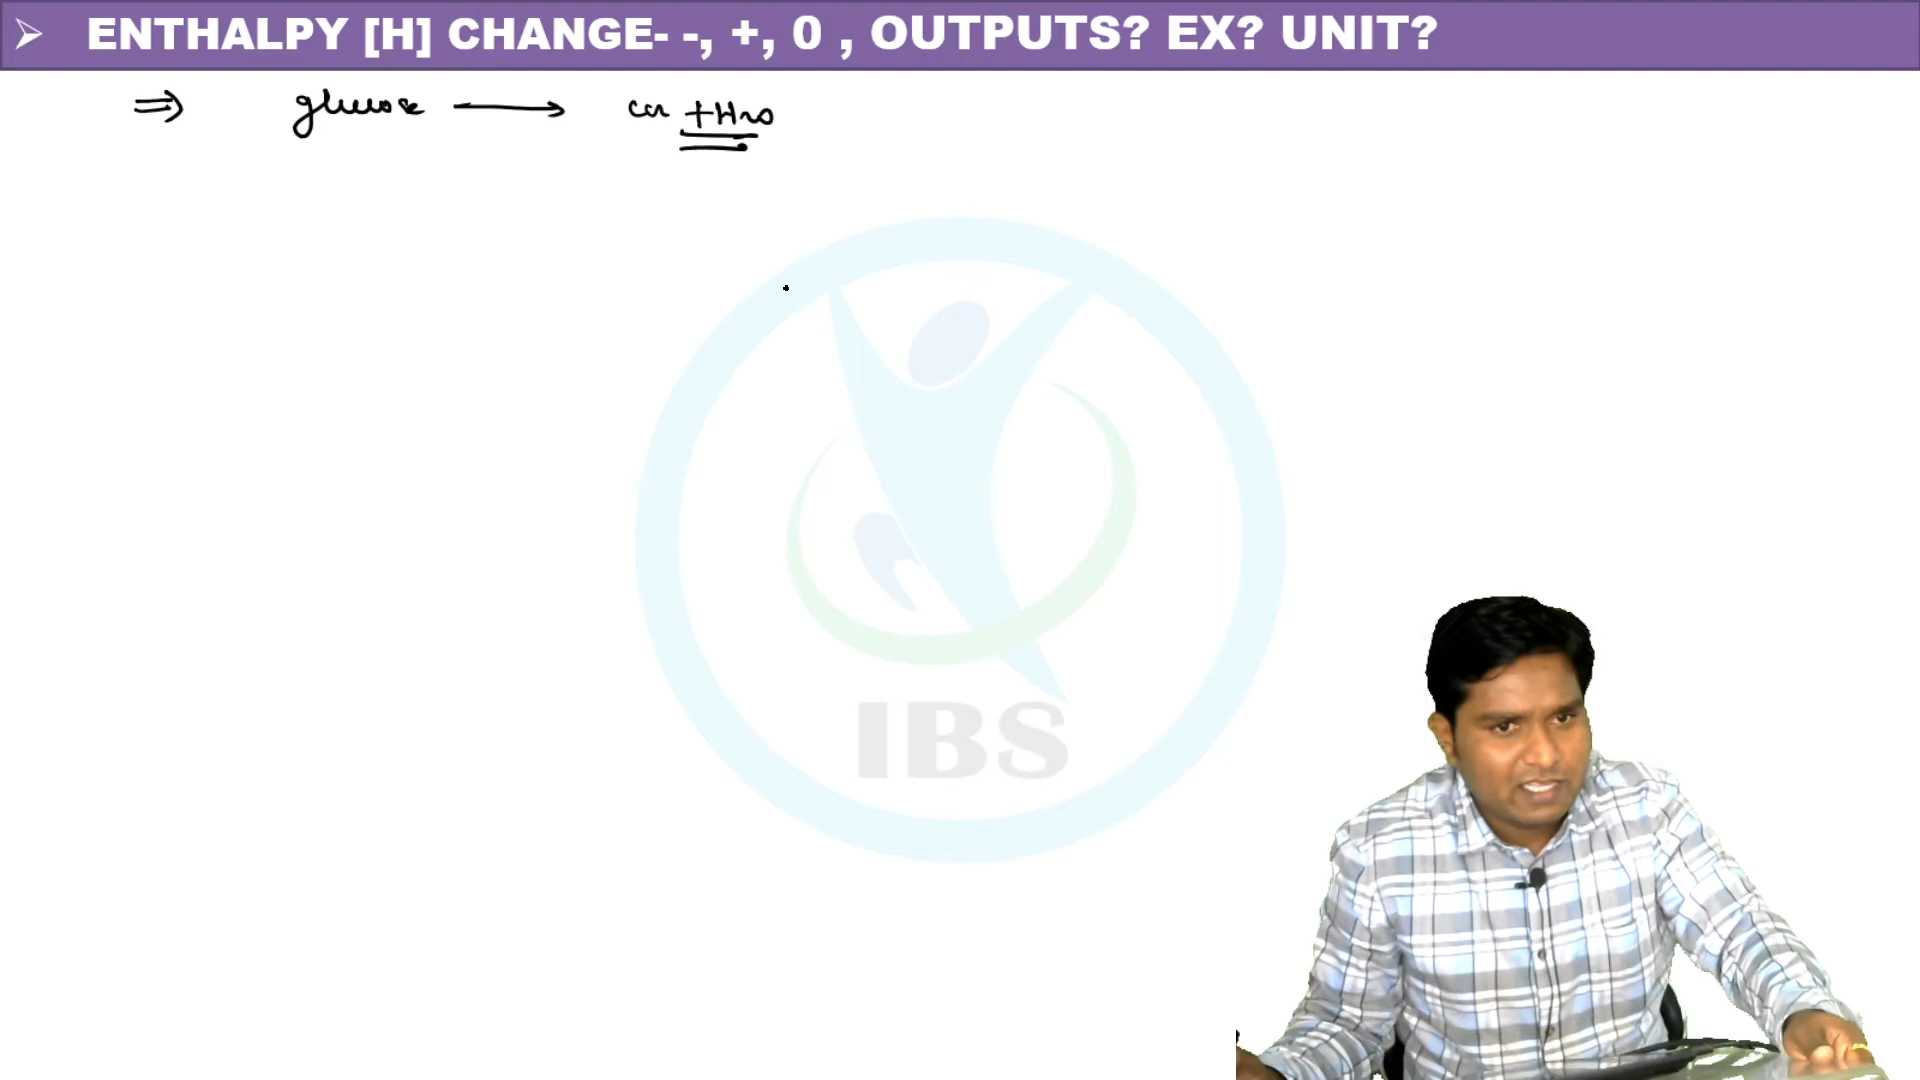 ENTHALPY [H] CHANGE- -, +, 0 , OUTPUTS? EX? UNIT?
⇒ glucose ⟶ CO2 + H2O
IBS